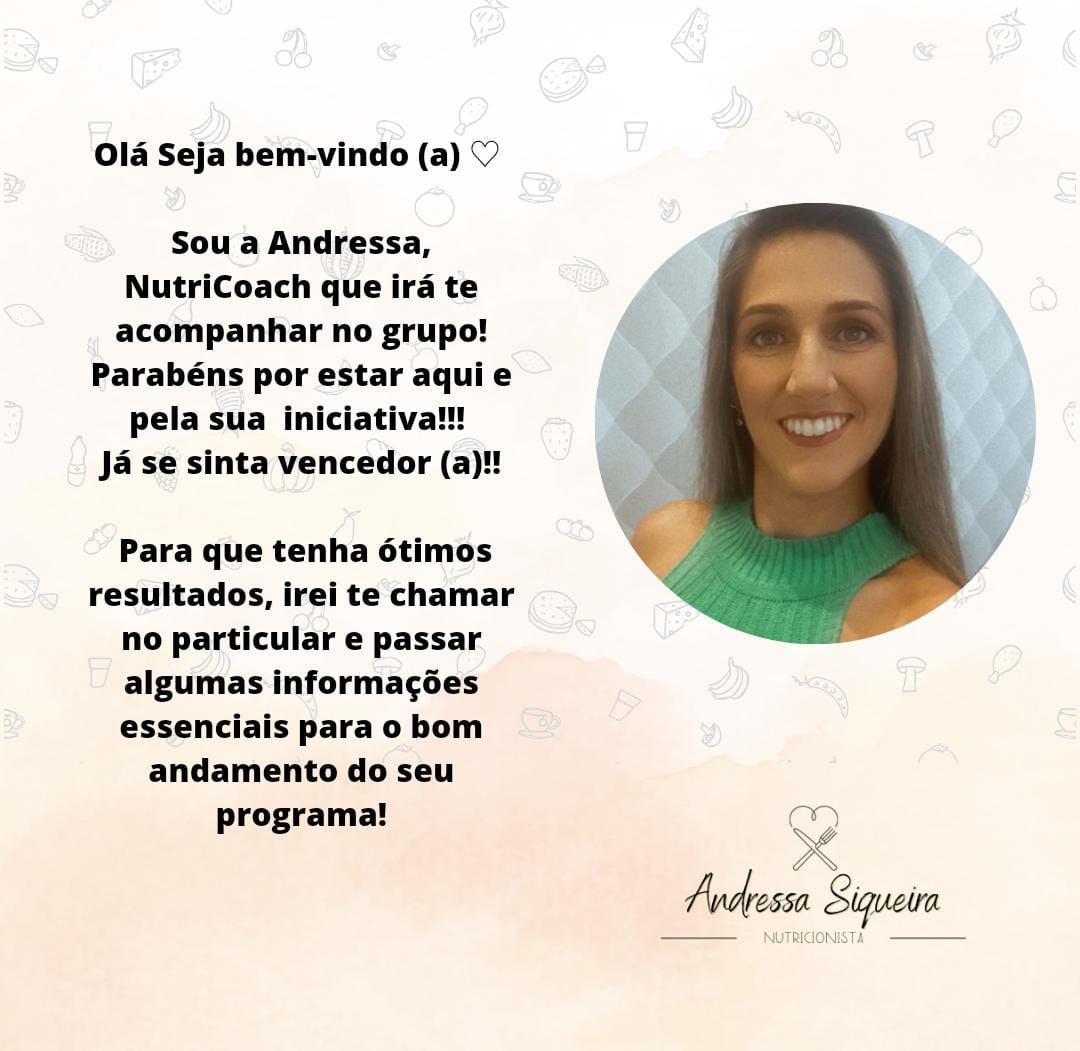 Olá Seja bem-vindo (a) ♡
Sou a Andressa,
NutriCoach que irá te
acompanhar no grupo!
Parabéns por estar aqui e
pela sua  iniciativa!!!
Já se sinta vencedor (a)!!
Para que tenha ótimos
resultados, irei te chamar
no particular e passar
algumas informações
essenciais para o bom
andamento do seu
programa!
Andressa Siqueira
NUTRICIONISTA